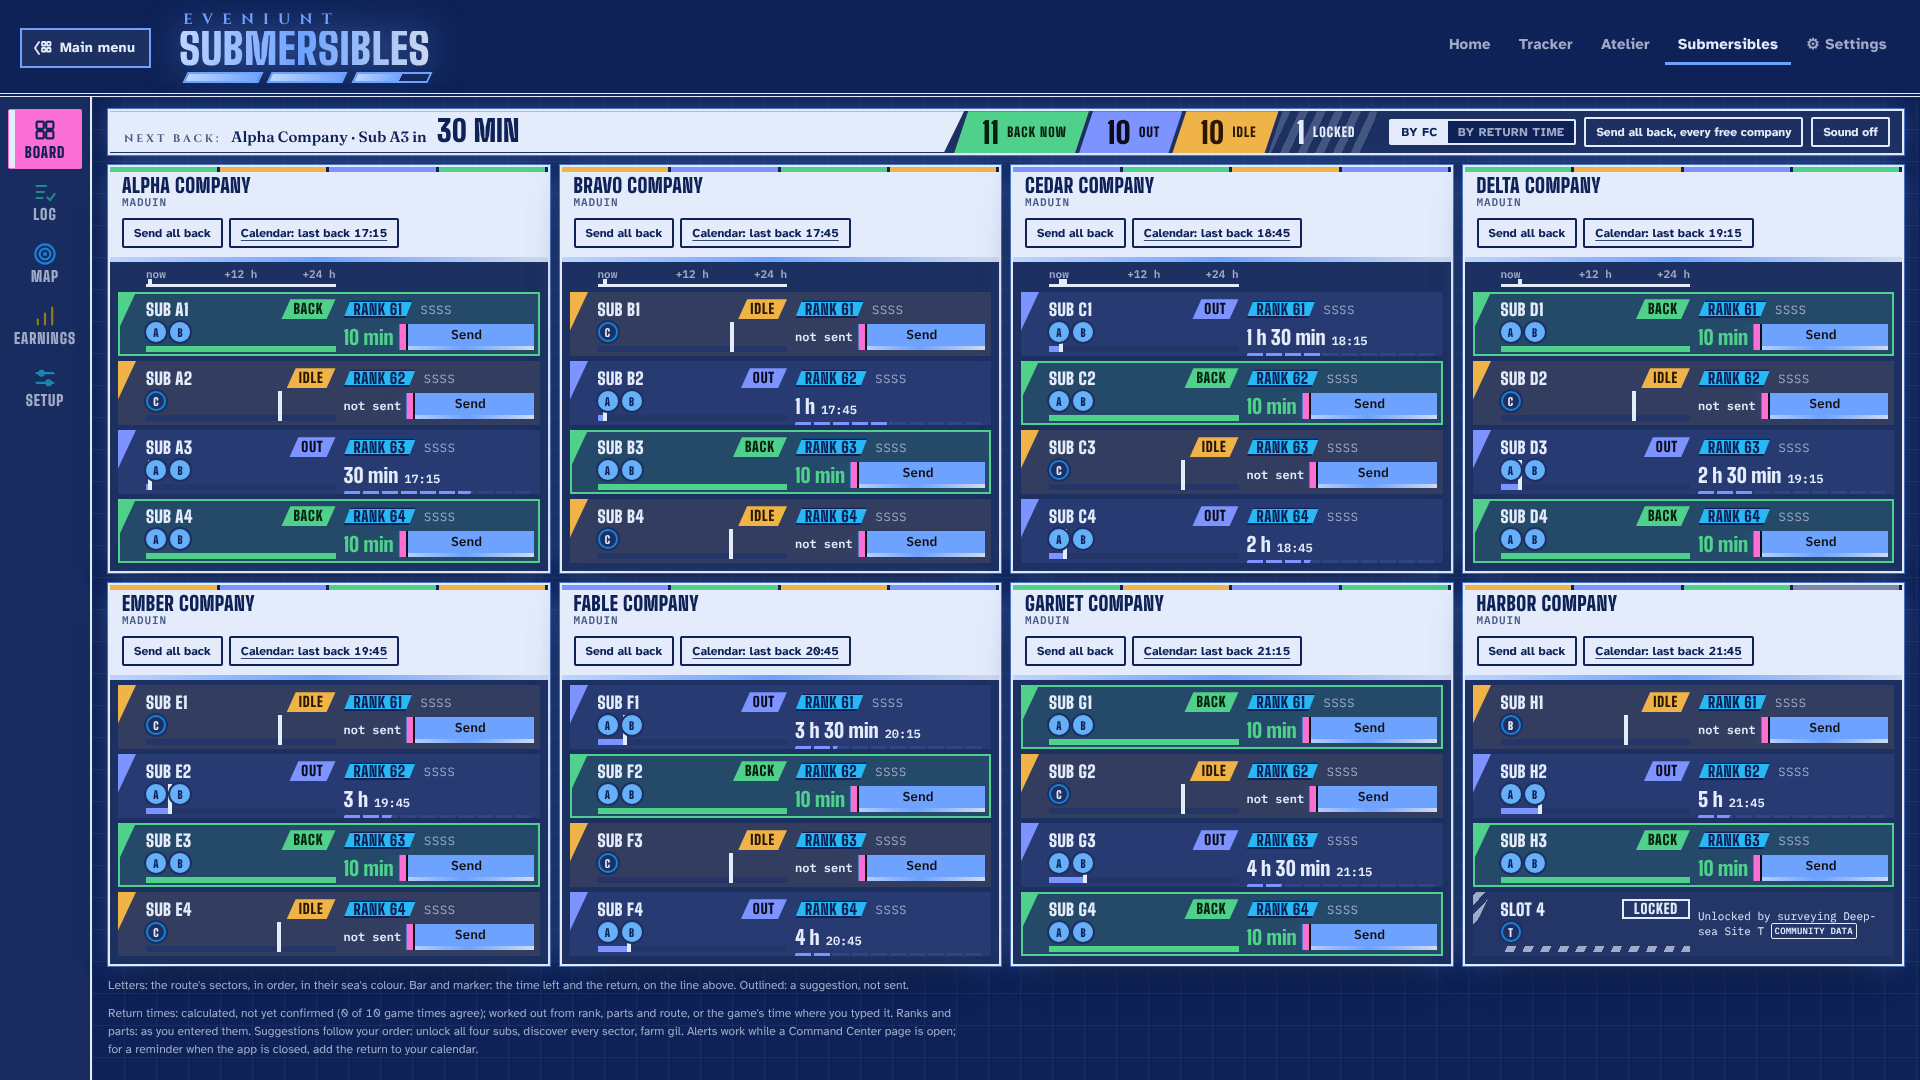 Main menu
EVENIUNT
SUBMERSIBLES
Home Tracker Atelier Submersibles Settings
BOARD
LOG
MAP
EARNINGS
SETUP
NEXT BACK: Alpha Company · Sub A3 in 30 MIN
11 BACK NOW 10 OUT 10 IDLE 1 LOCKED
BY FC BY RETURN TIME Send all back, every free company Sound off
ALPHA COMPANY
MADUIN
Send all back Calendar: last back 17:15
now +12 h +24 h
SUB A1 BACK RANK 61 SSSS
A B 10 min Send
SUB A2 IDLE RANK 62 SSSS
C not sent Send
SUB A3 OUT RANK 63 SSSS
A B 30 min 17:15
SUB A4 BACK RANK 64 SSSS
A B 10 min Send
BRAVO COMPANY
MADUIN
Send all back Calendar: last back 17:45
now +12 h +24 h
SUB B1 IDLE RANK 61 SSSS
C not sent Send
SUB B2 OUT RANK 62 SSSS
A B 1 h 17:45
SUB B3 BACK RANK 63 SSSS
A B 10 min Send
SUB B4 IDLE RANK 64 SSSS
C not sent Send
CEDAR COMPANY
MADUIN
Send all back Calendar: last back 18:45
now +12 h +24 h
SUB C1 OUT RANK 61 SSSS
A B 1 h 30 min 18:15
SUB C2 BACK RANK 62 SSSS
A B 10 min Send
SUB C3 IDLE RANK 63 SSSS
C not sent Send
SUB C4 OUT RANK 64 SSSS
A B 2 h 18:45
DELTA COMPANY
MADUIN
Send all back Calendar: last back 19:15
now +12 h +24 h
SUB D1 BACK RANK 61 SSSS
A B 10 min Send
SUB D2 IDLE RANK 62 SSSS
C not sent Send
SUB D3 OUT RANK 63 SSSS
A B 2 h 30 min 19:15
SUB D4 BACK RANK 64 SSSS
A B 10 min Send
EMBER COMPANY
MADUIN
Send all back Calendar: last back 19:45
SUB E1 IDLE RANK 61 SSSS
C not sent Send
SUB E2 OUT RANK 62 SSSS
A B 3 h 19:45
SUB E3 BACK RANK 63 SSSS
A B 10 min Send
SUB E4 IDLE RANK 64 SSSS
C not sent Send
FABLE COMPANY
MADUIN
Send all back Calendar: last back 20:45
SUB F1 OUT RANK 61 SSSS
A B 3 h 30 min 20:15
SUB F2 BACK RANK 62 SSSS
A B 10 min Send
SUB F3 IDLE RANK 63 SSSS
C not sent Send
SUB F4 OUT RANK 64 SSSS
A B 4 h 20:45
GARNET COMPANY
MADUIN
Send all back Calendar: last back 21:15
SUB G1 BACK RANK 61 SSSS
A B 10 min Send
SUB G2 IDLE RANK 62 SSSS
C not sent Send
SUB G3 OUT RANK 63 SSSS
A B 4 h 30 min 21:15
SUB G4 BACK RANK 64 SSSS
A B 10 min Send
HARBOR COMPANY
MADUIN
Send all back Calendar: last back 21:45
SUB H1 IDLE RANK 61 SSSS
B not sent Send
SUB H2 OUT RANK 62 SSSS
A B 5 h 21:45
SUB H3 BACK RANK 63 SSSS
A B 10 min Send
SLOT 4 LOCKED Unlocked by surveying Deep-
T sea Site T COMMUNITY DATA
Letters: the route's sectors, in order, in their sea's colour. Bar and marker: the time left and the return, on the line above. Outlined: a suggestion, not sent.
Return times: calculated, not yet confirmed (0 of 10 game times agree); worked out from rank, parts and route, or the game's time where you typed it. Ranks and
parts: as you entered them. Suggestions follow your order: unlock all four subs, discover every sector, farm gil. Alerts work while a Command Center page is open;
for a reminder when the app is closed, add the return to your calendar.